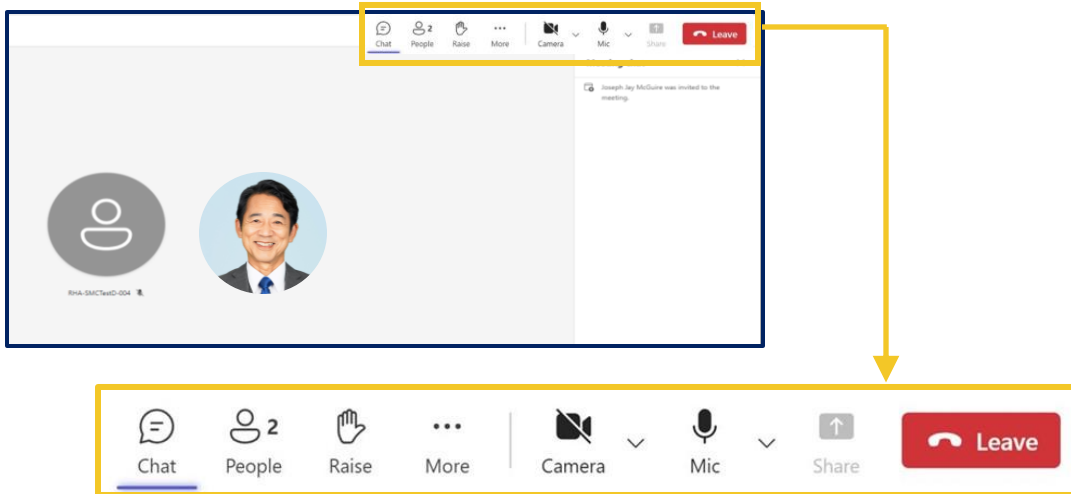 Chat People 2 Raise More Camera Mic Share Leave
Joseph Jay McGuire was invited to the
meeting.
RHA-SMCTestD-004
2
Chat People Raise More Camera Mic Share Leave